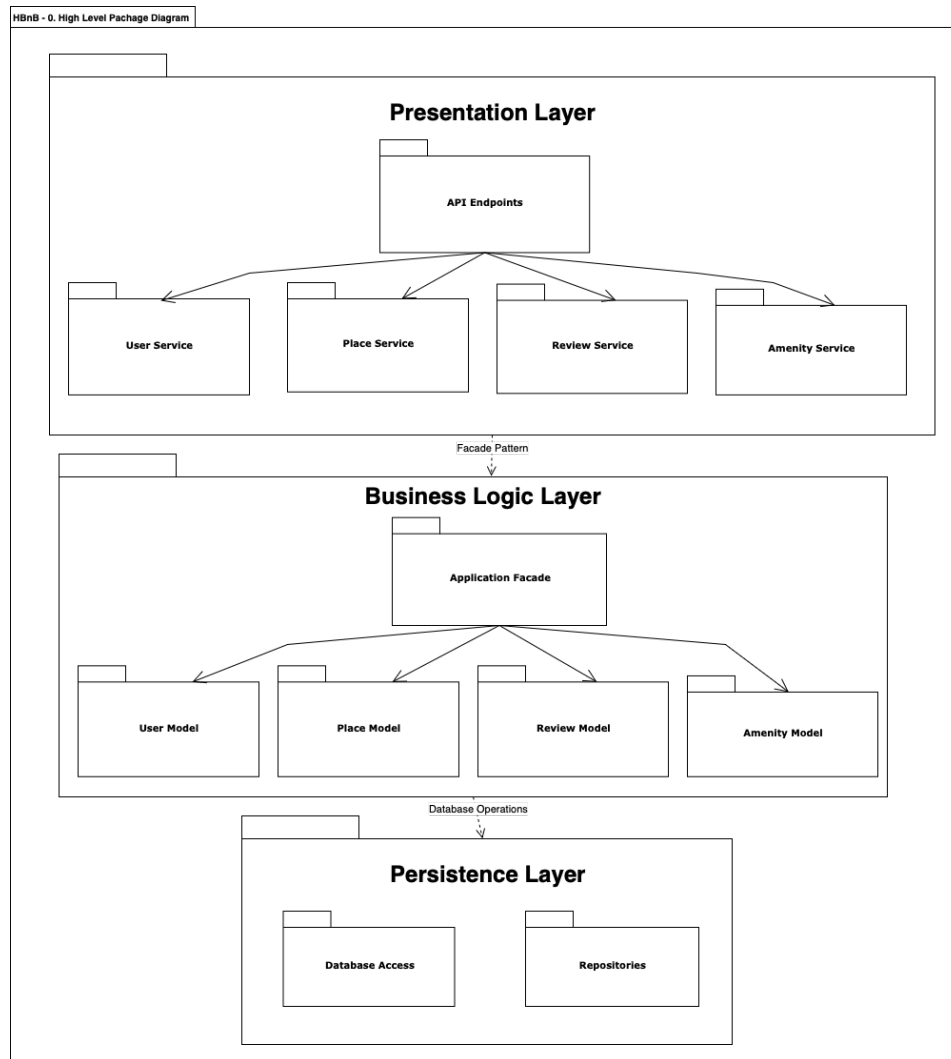 HBnB - 0. High Level Pachage Diagram
Presentation Layer
API Endpoints
User Service
Place Service
Review Service
Amenity Service
Facade Pattern
Business Logic Layer
Application Facade
User Model
Place Model
Review Model
Amenity Model
Database Operations
Persistence Layer
Database Access
Repositories